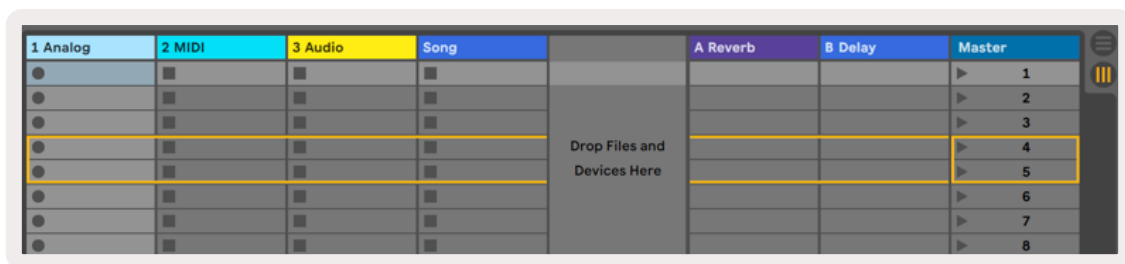 1 Analog 2 MIDI 3 Audio Song A Reverb B Delay Master
1
2
3
Drop Files and 4
Devices Here 5
6
7
8